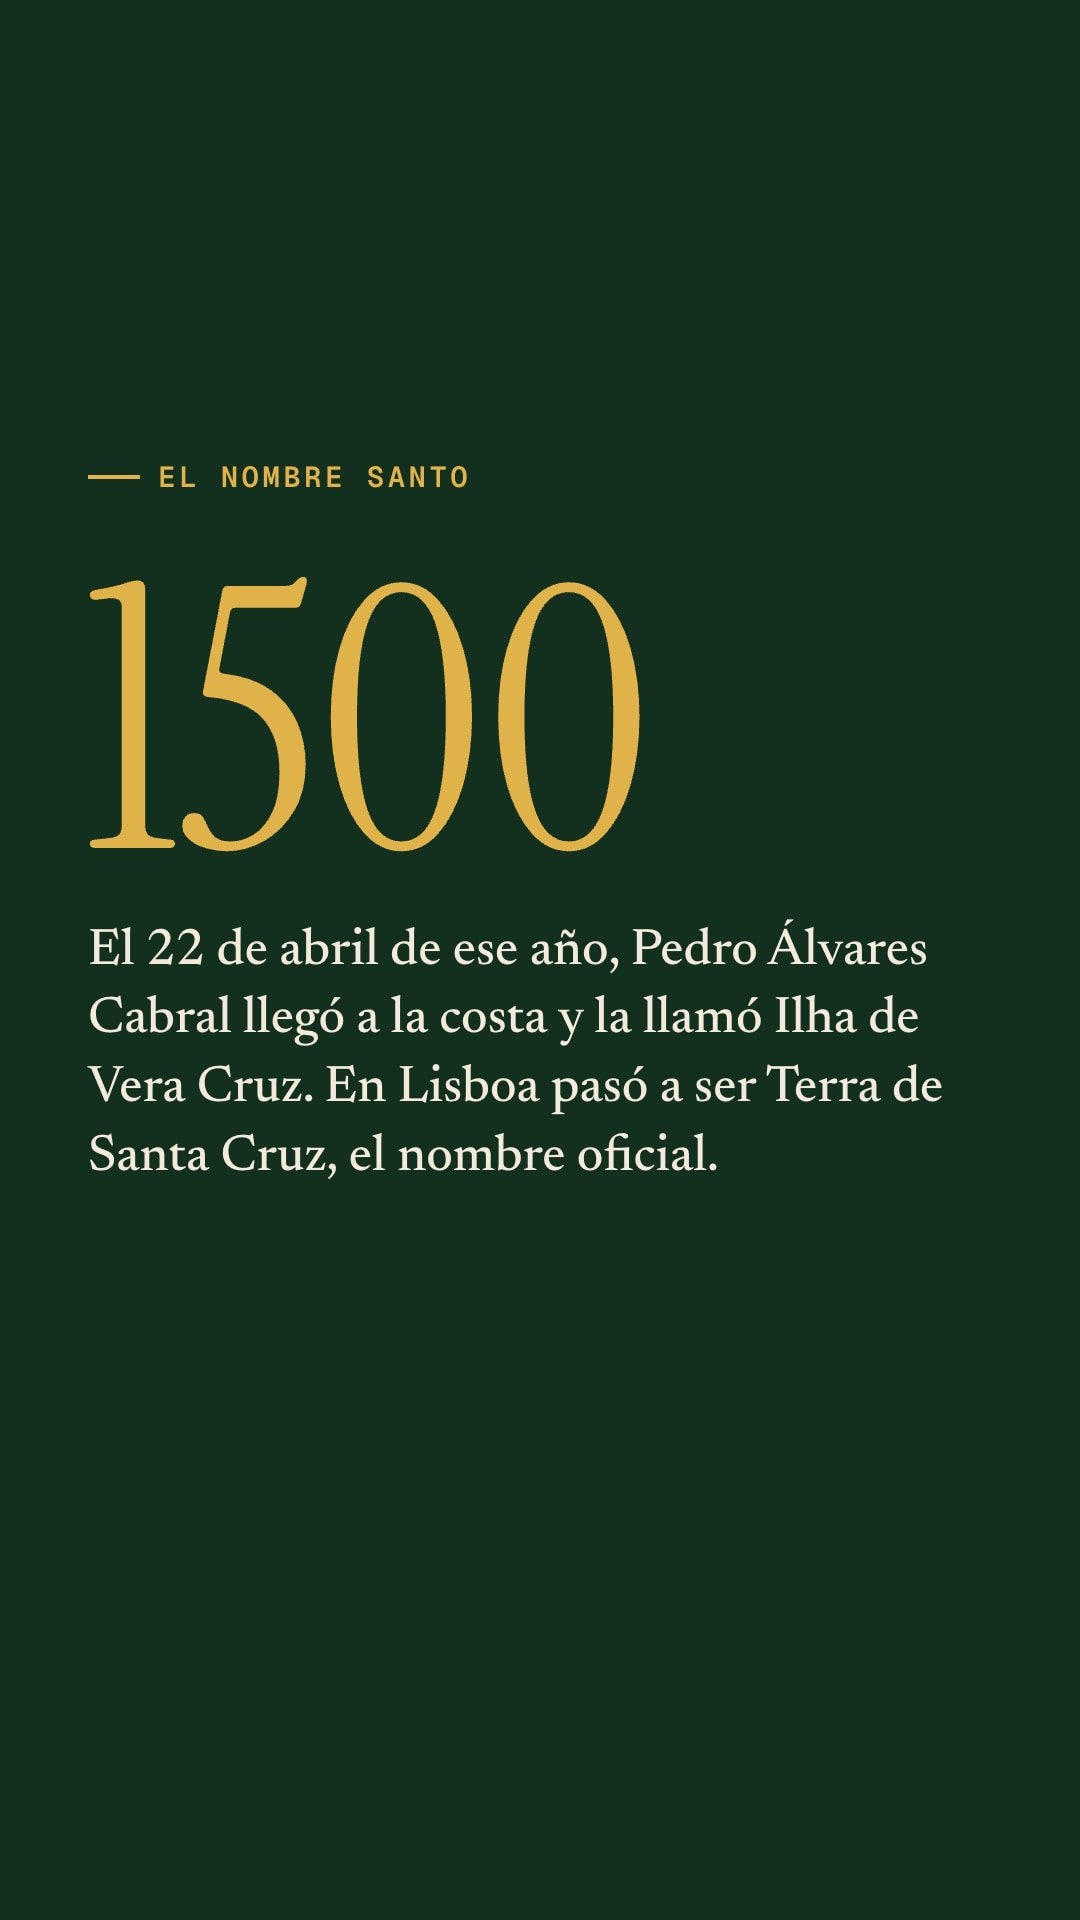 EL NOMBRE SANTO
1500
El 22 de abril de ese año, Pedro Álvares
Cabral llegó a la costa y la llamó Ilha de
Vera Cruz. En Lisboa pasó a ser Terra de
Santa Cruz, el nombre oficial.